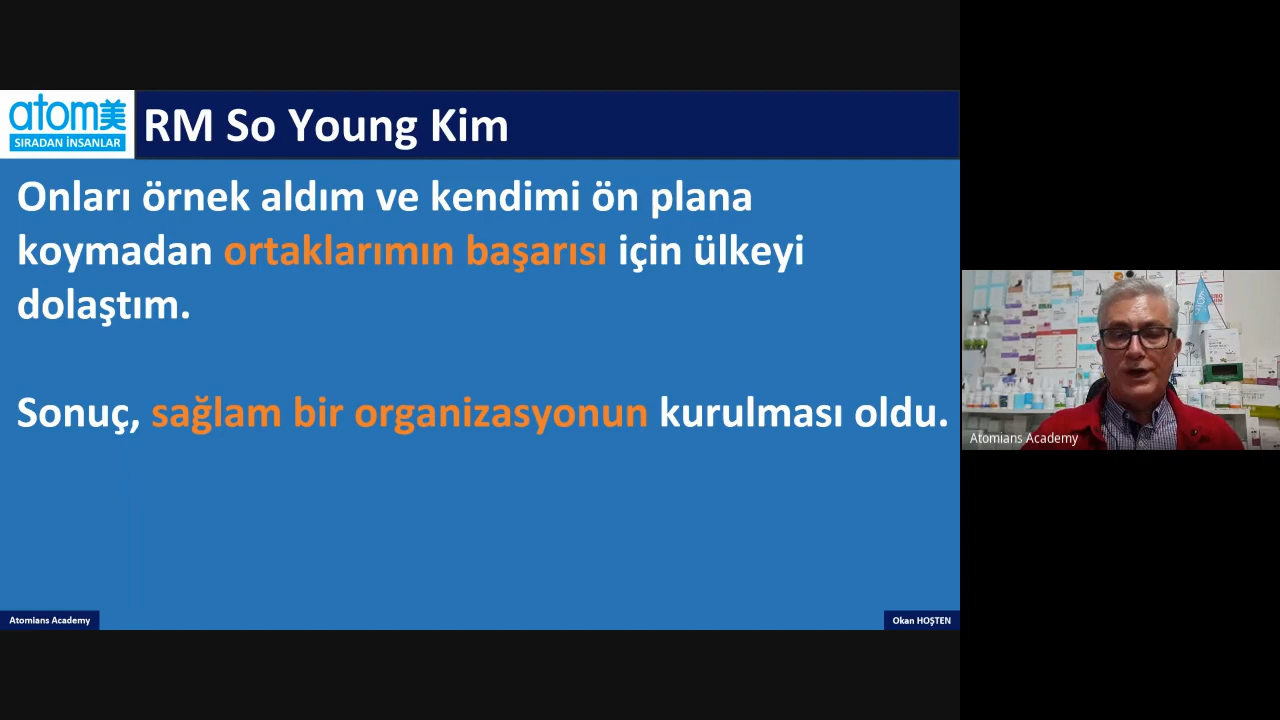 atom美
SIRADAN İNSANLAR
RM So Young Kim
Onları örnek aldım ve kendimi ön plana
koymadan ortaklarımın başarısı için ülkeyi
dolaştım.
Sonuç, sağlam bir organizasyonun kurulması oldu.
Atomians Academy
Okan HOŞTEN
Atomians Academy